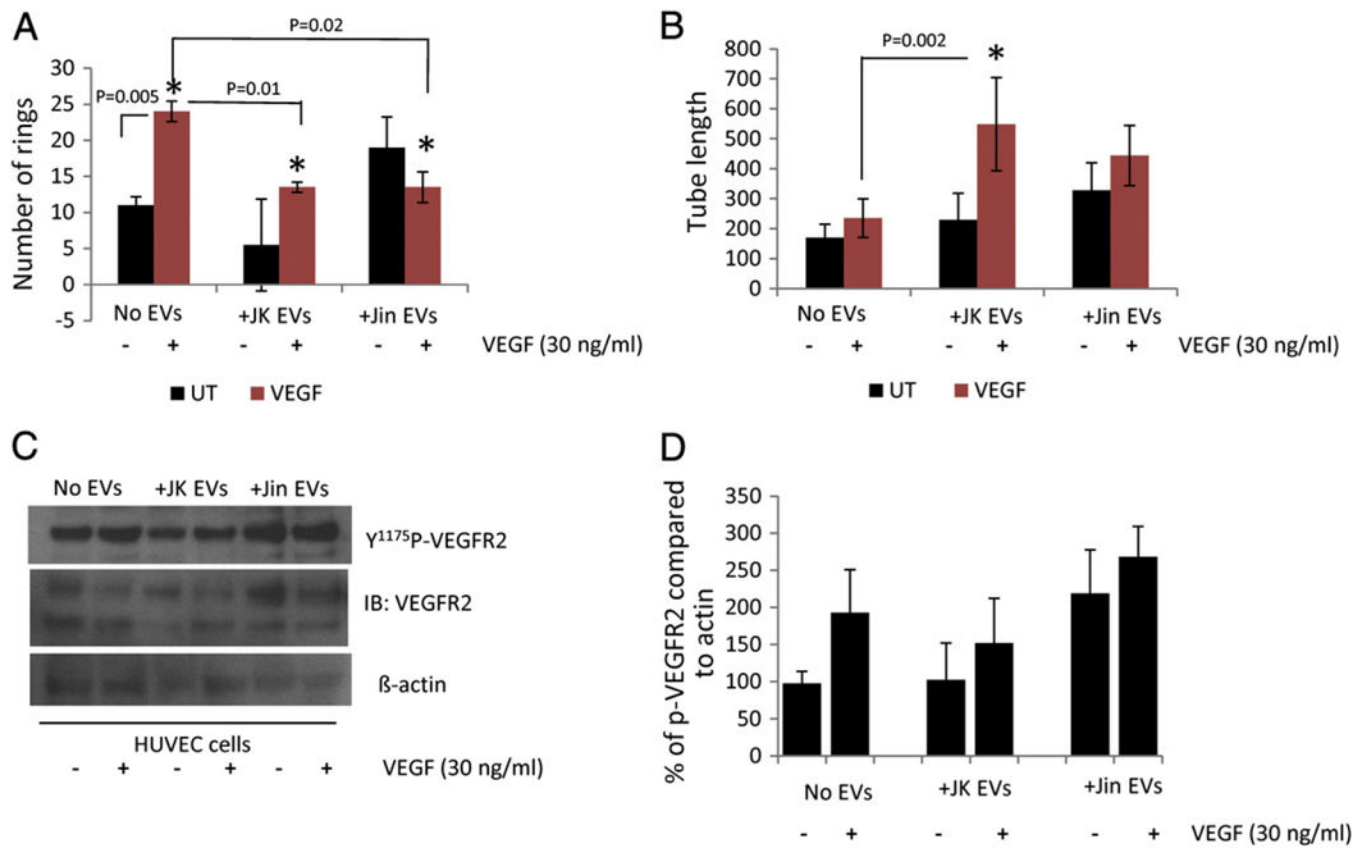 A
P=0.02
30
25
20
15
10
5
0
-5
Number of rings
P=0.005
*
P=0.01
*
*
No EVs +JK EVs +Jin EVs
- + - + - + VEGF (30 ng/ml)
UT VEGF
B
800
700
600
500
400
300
200
100
0
Tube length
P=0.002
*
No EVs +JK EVs +Jin EVs
- + - + - + VEGF (30 ng/ml)
UT VEGF
C
No EVs +JK EVs +Jin EVs
Y¹¹⁷⁵P-VEGFR2
IB: VEGFR2
ß-actin
HUVEC cells
- + - + - + VEGF (30 ng/ml)
D
% of p-VEGFR2 compared
to actin
350
300
250
200
150
100
50
0
No EVs +JK EVs +Jin EVs
- + - + - + VEGF (30 ng/ml)